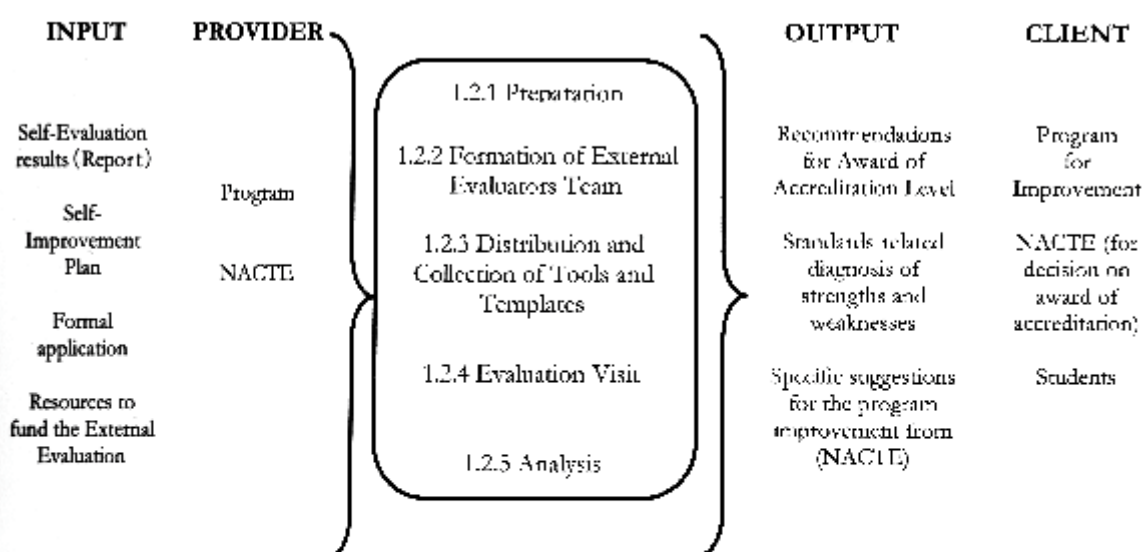 INPUT
PROVIDER
OUTPUT
CLIENT
Self-Evaluation
results (Report)
Self-
Improvement
Plan
Formal
application
Resources to
fund the External
Evaluation
Program
NACTE
1.2.1 Preparation
1.2.2 Formation of External
Evaluators Team
1.2.3 Distribution and
Collection of Tools and
Templates
1.2.4 Evaluation Visit
1.2.5 Analysis
Recommendations
for Award of
Accreditation Level
Standards related
diagnosis of
strengths and
weaknesses
Specific suggestions
for the program
improvement from
(NACTE)
Program
for
Improvement
NACTE (for
decision on
award of
accreditation)
Students